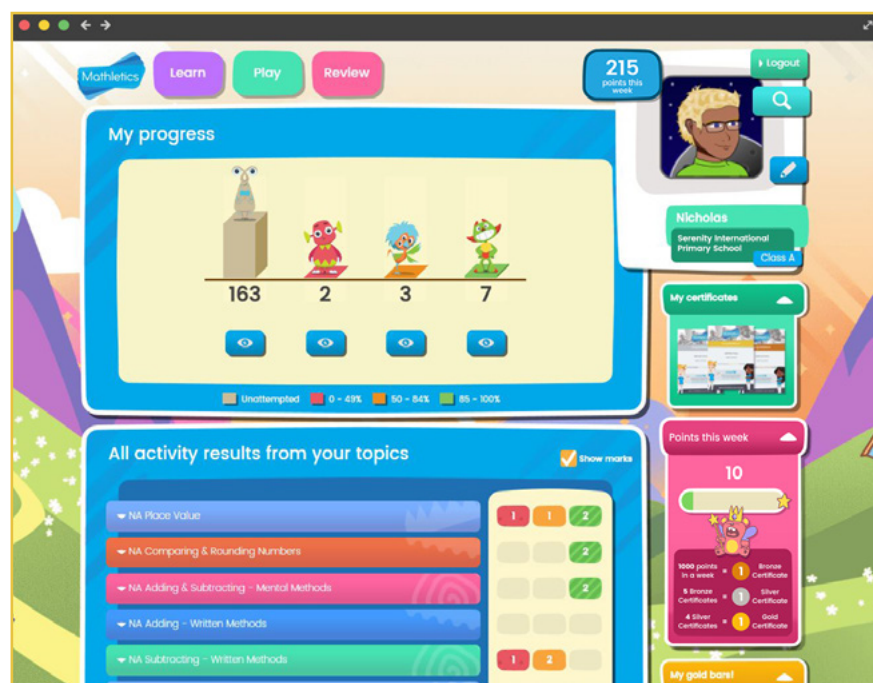 Mathletics
Learn
Play
Review
215
points this
week
Logout
My progress
163
2
3
7
Unattempted
0 - 49%
50 - 84%
85 - 100%
Nicholas
Serenity International
Primary School
Class A
My certificates
All activity results from your topics
Show marks
NA Place Value
1
1
2
NA Comparing & Rounding Numbers
2
NA Adding & Subtracting - Mental Methods
2
NA Adding - Written Methods
NA Subtracting - Written Methods
1
2
Points this week
10
1000 points
in a week
=
1
Bronze
Certificate
5 Bronze
Certificates
=
1
Silver
Certificate
4 Silver
Certificates
=
1
Gold
Certificate
My gold bars!